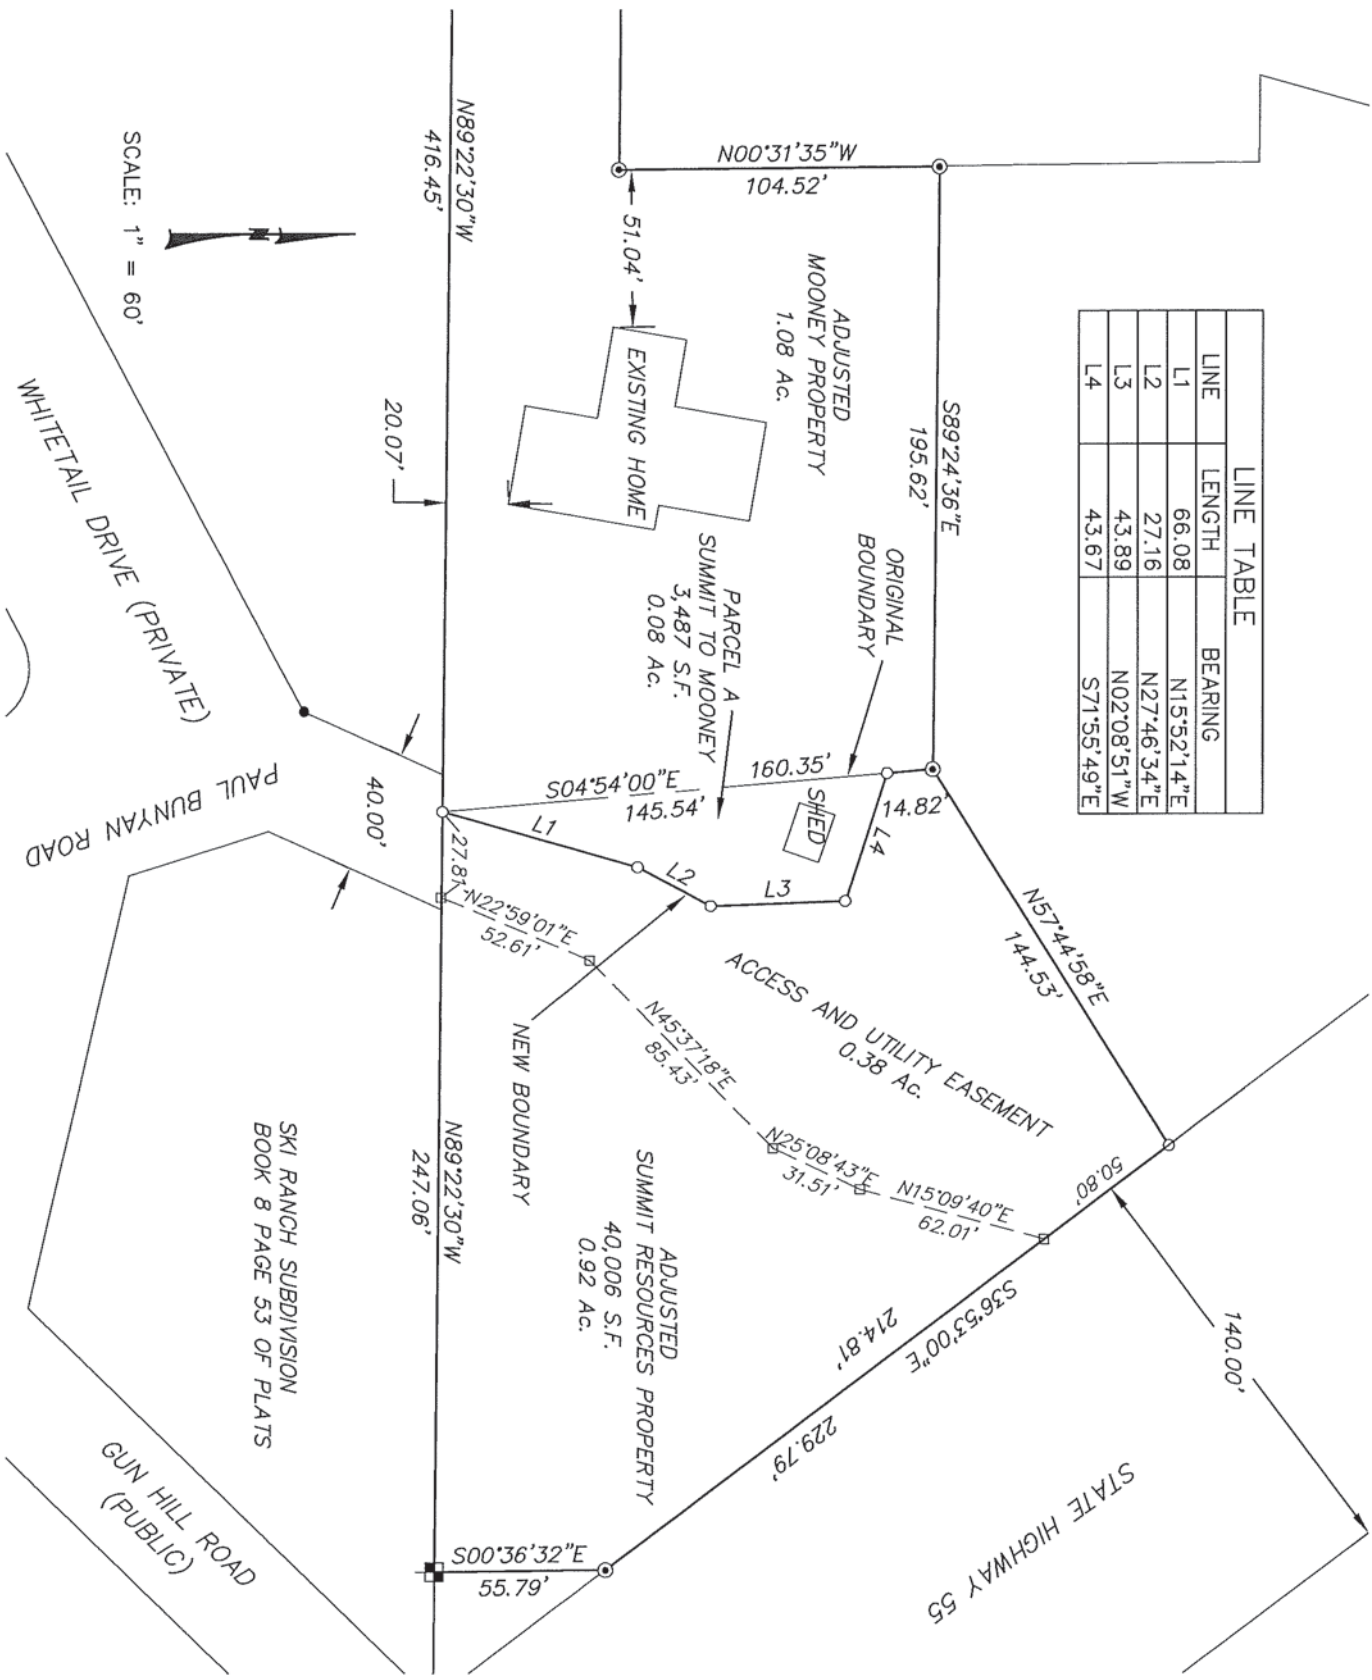 LINE TABLE
LINE LENGTH BEARING
L1 66.08 N15°52'14"E
L2 27.16 N27°46'34"E
L3 43.89 N02°08'51"W
L4 43.67 S71°55'49"E
N00°31'35"W
104.52'
S89°24'36"E
195.62'
N57°44'58"E
144.53'
51.04'
ADJUSTED
MOONEY PROPERTY
1.08 Ac.
EXISTING HOME
ORIGINAL
BOUNDARY
PARCEL A
SUMMIT TO MOONEY
3,487 S.F.
0.08 Ac.
S04°54'00"E
160.35'
145.54'
14.82'
SHED
L1
L2
L3
L4
N89°22'30"W
416.45'
20.07'
SCALE: 1" = 60'
N
WHITETAIL DRIVE (PRIVATE)
PAUL BUNYAN ROAD
40.00'
27.81'
N22°59'01"E
52.61'
N45°37'18"E
85.43'
N25°08'43"E
31.51'
N15°09'40"E
62.01'
ACCESS AND UTILITY EASEMENT
0.38 Ac.
NEW BOUNDARY
50.80'
140.00'
S36°53'00"E
214.81'
229.79'
STATE HIGHWAY 55
ADJUSTED
SUMMIT RESOURCES PROPERTY
40,006 S.F.
0.92 Ac.
N89°22'30"W
247.06'
S00°36'32"E
55.79'
SKI RANCH SUBDIVISION
BOOK 8 PAGE 53 OF PLATS
GUN HILL ROAD
(PUBLIC)